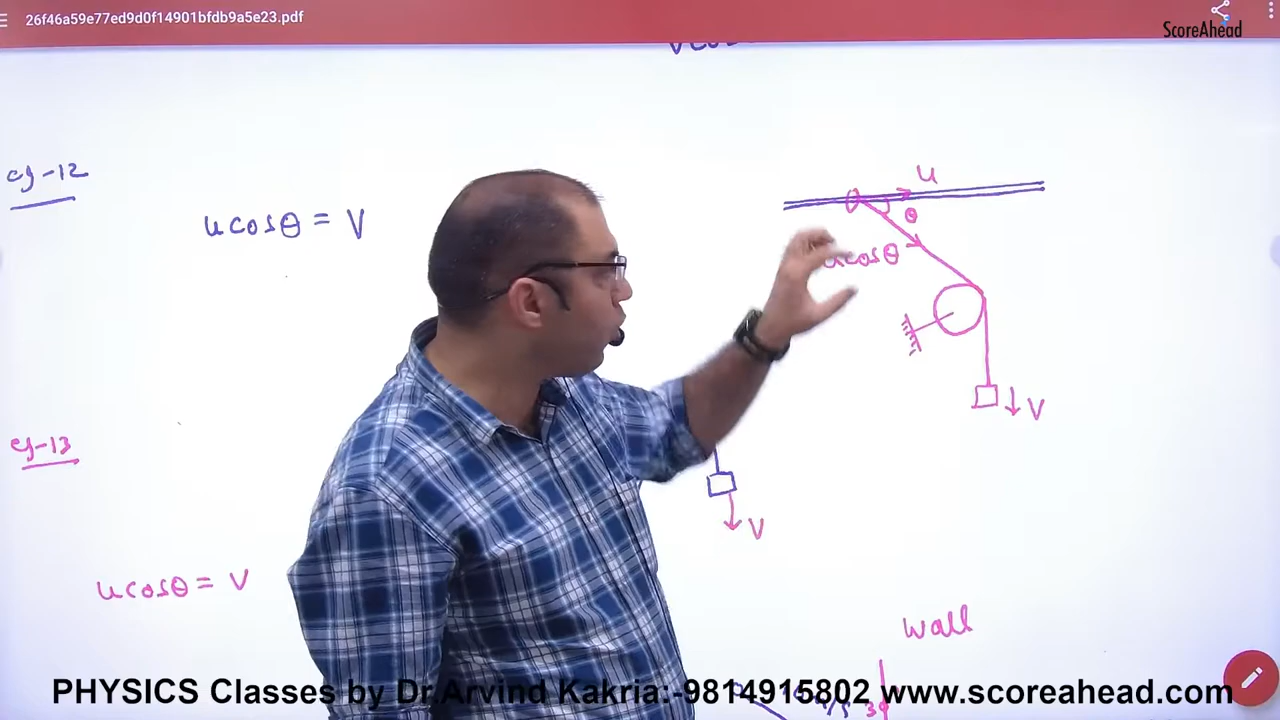 26f46a59e77ed9d0f14901bfdb9a5e23.pdf
ScoreAhead
eg-12
ucosθ = V
u
θ
ucosθ
V
eg-13
V
ucosθ = V
wall
PHYSICS Classes by Dr.Arvind Kakria:-9814915802 www.scoreahead.com